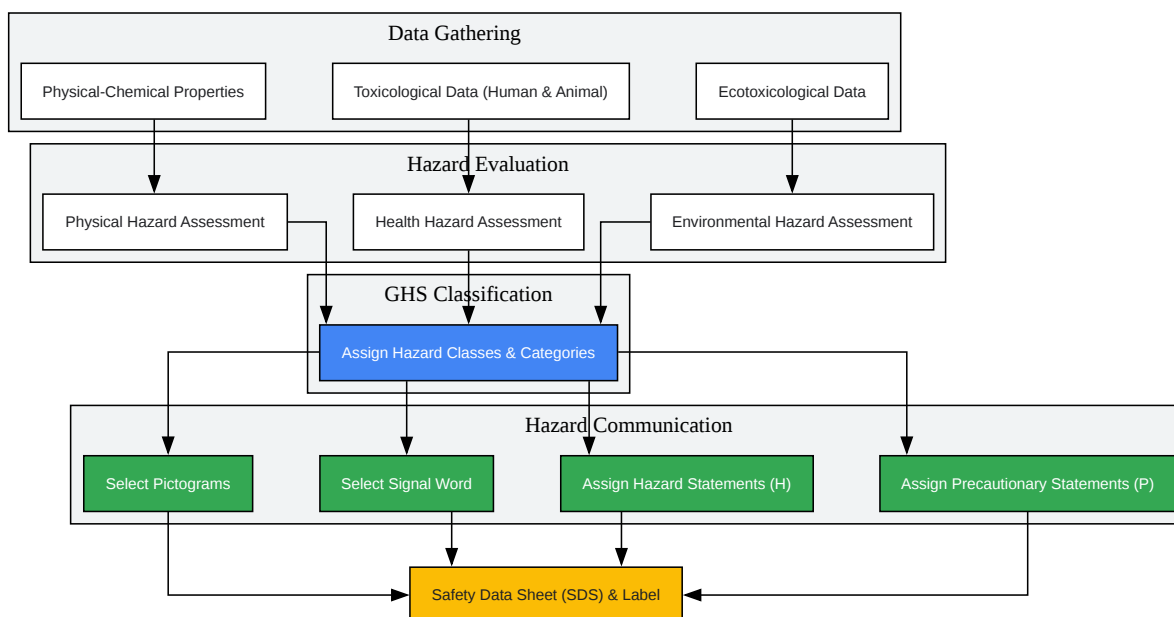 Data Gathering
Physical-Chemical Properties
Toxicological Data (Human & Animal)
Ecotoxicological Data
Hazard Evaluation
Physical Hazard Assessment
Health Hazard Assessment
Environmental Hazard Assessment
GHS Classification
Assign Hazard Classes & Categories
Hazard Communication
Select Pictograms
Select Signal Word
Assign Hazard Statements (H)
Assign Precautionary Statements (P)
Safety Data Sheet (SDS) & Label